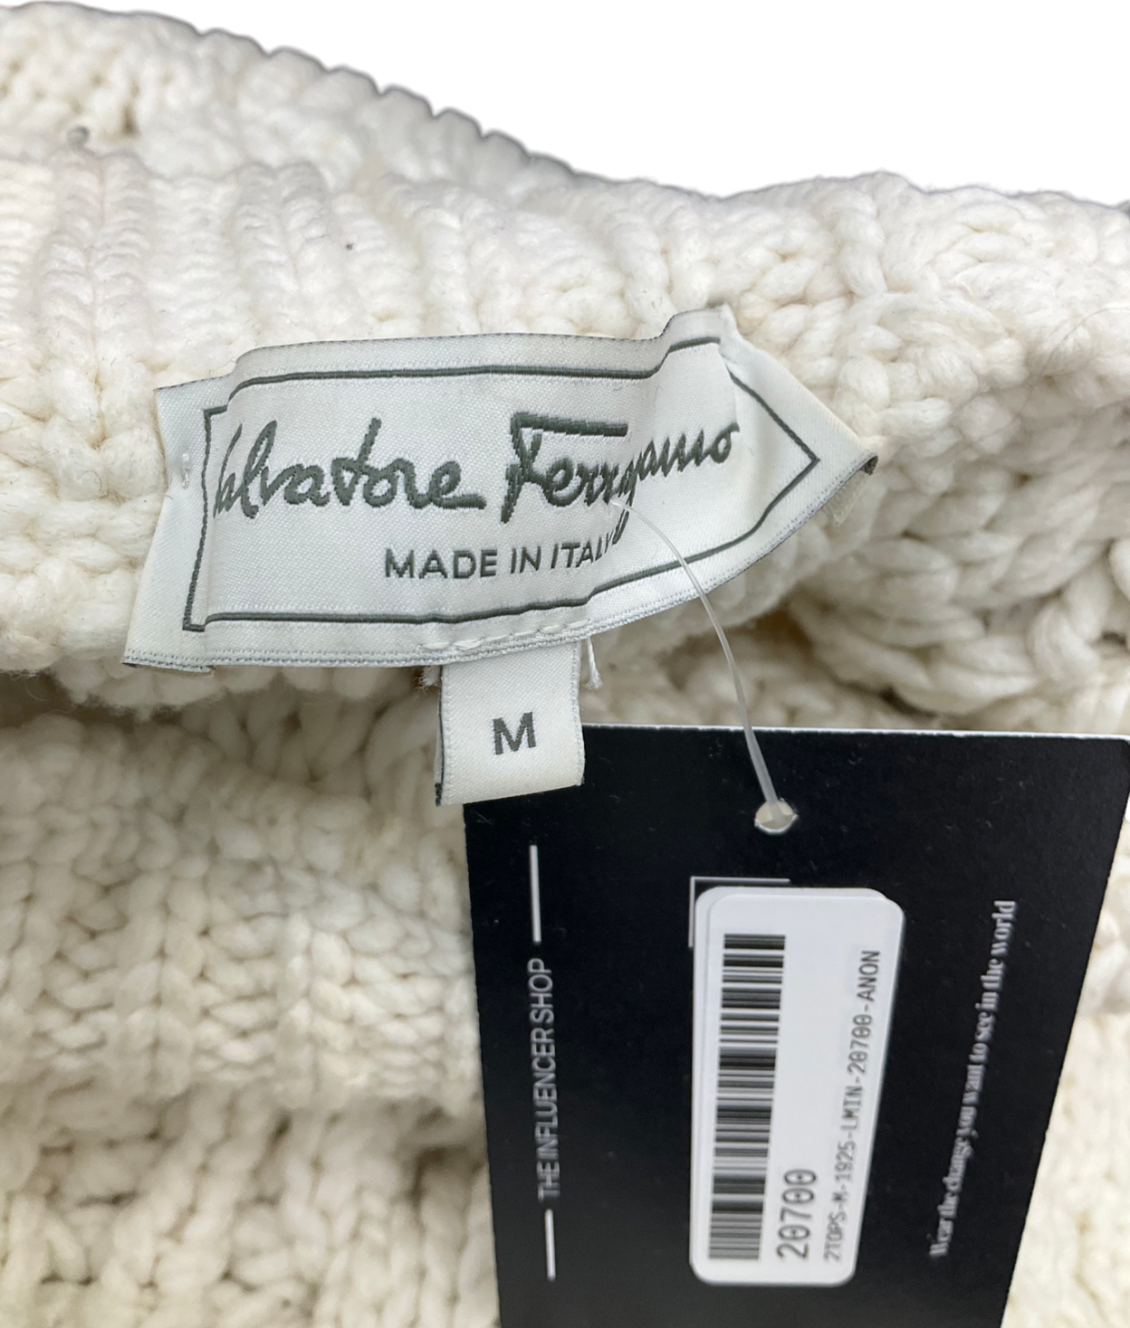 Salvatore Ferragamo
MADE IN ITALY
M
THE INFLUENCER SHOP
20700
2TOPS-M-1925-LMIN-20700-ANON
Wear the change you want to see in the world